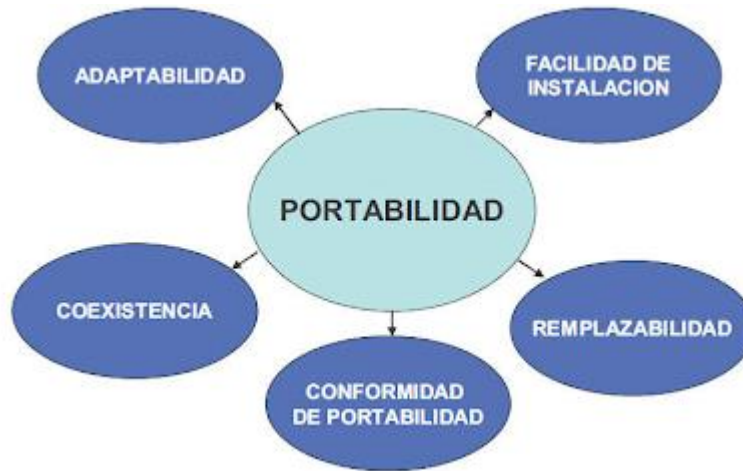 ADAPTABILIDAD
FACILIDAD DE
INSTALACION
PORTABILIDAD
COEXISTENCIA
REMPLAZABILIDAD
CONFORMIDAD
DE PORTABILIDAD